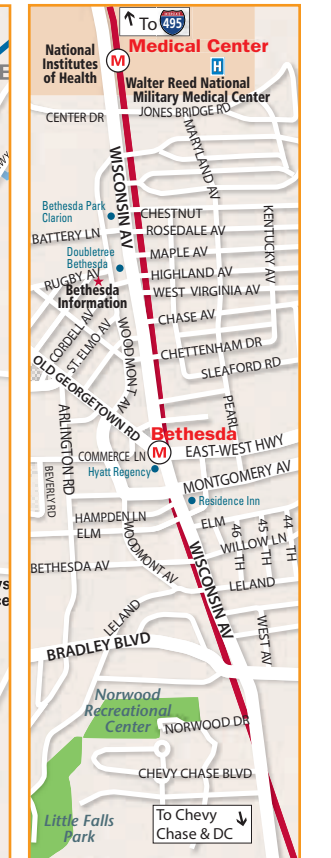 To 495
Medical Center
M
National
Institutes
of Health
H
Walter Reed National
Military Medical Center
CENTER DR
JONES BRIDGE RD
MARYLAND AV
WISCONSIN AV
Bethesda Park
Clarion
CHESTNUT
KENTUCKY AV
BATTERY LN
ROSEDALE AV
Doubletree
Bethesda
MAPLE AV
RUGBY AV
HIGHLAND AV
Bethesda
Information
WEST VIRGINIA AV
CORDELL AV
CHASE AV
ST. ELMO AV
WOODMONT AV
CHETTENHAM DR
OLD GEORGETOWN RD
SLEAFORD RD
PEARL
ARLINGTON RD
Bethesda
M
COMMERCE LN
EAST-WEST HWY
Hyatt Regency
MONTGOMERY AV
BEVERLY RD
Residence Inn
HAMPDEN LN
ELM
ELM
46 TH
45 TH
44 TH
WOODMONT AV
WILLOW LN
WISCONSIN AV
BETHESDA AV
LELAND
LELAND
WEST AV
BRADLEY BLVD
Norwood
Recreational
Center
NORWOOD DR
CHEVY CHASE BLVD
Little Falls
Park
To Chevy
Chase & DC